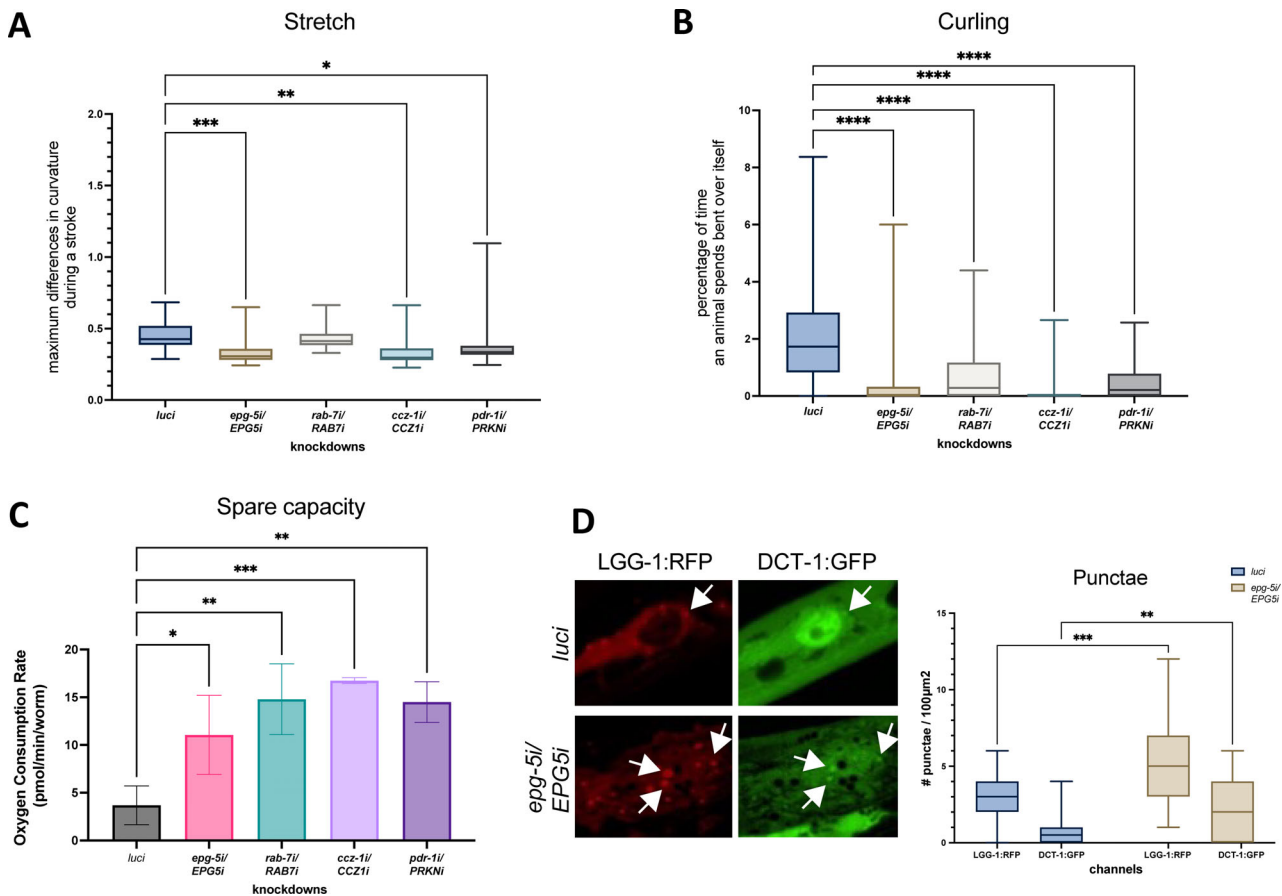 A
Stretch
*
**
***
maximum differences in curvature
during a stroke
2.0
1.5
1.0
0.5
0.0
luci
epg-5i/
EPG5i
rab-7i/
RAB7i
ccz-1i/
CCZ1i
pdr-1i/
PRKNi
knockdowns
B
Curling
****
****
****
****
percentage of time
an animal spends bent over itself
10
8
6
4
2
0
luci
epg-5i/
EPG5i
rab-7i/
RAB7i
ccz-1i/
CCZ1i
pdr-1i/
PRKNi
knockdowns
C
Spare capacity
**
***
**
*
Oxygen Consumption Rate
(pmol/min/worm)
20
15
10
5
0
luci
epg-5i/
EPG5i
rab-7i/
RAB7i
ccz-1i/
CCZ1i
pdr-1i/
PRKNi
knockdowns
D
LGG-1:RFP
DCT-1:GFP
luci
epg-5i/
EPG5i
Punctae
luci
epg-5i/
EPG5i
**
***
# punctae / 100µm2
15
10
5
0
LGG-1:RFP
DCT-1:GFP
LGG-1:RFP
DCT-1:GFP
channels